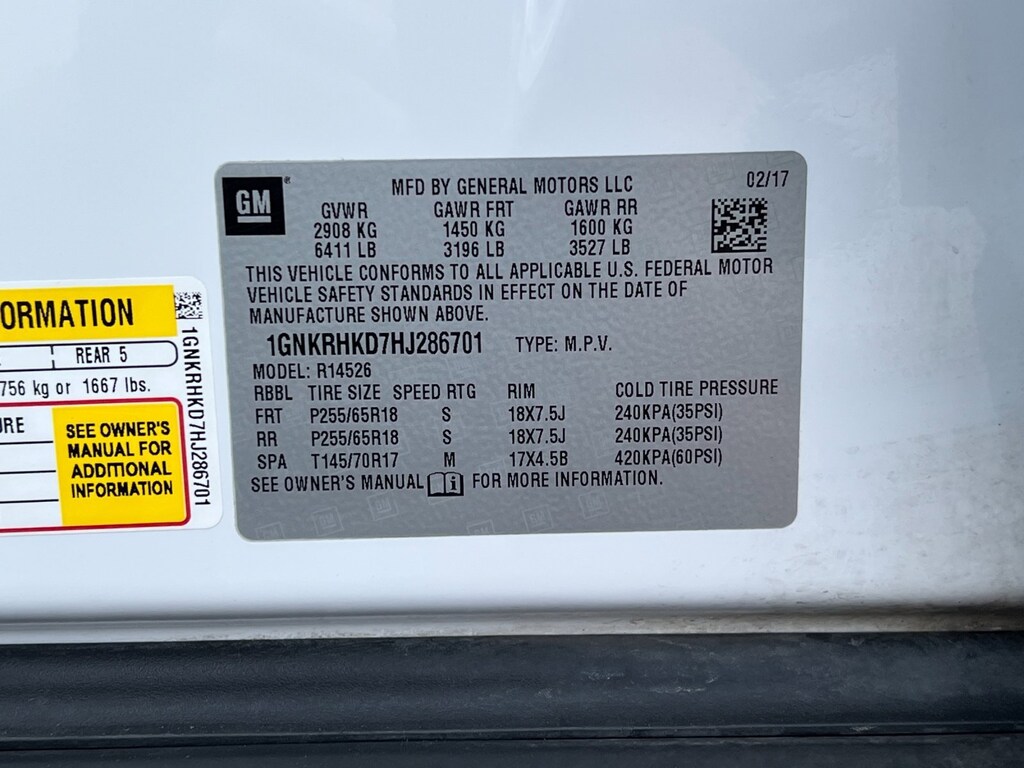 GM
MFD BY GENERAL MOTORS LLC
02/17
GVWR GAWR FRT GAWR RR
2908 KG 1450 KG 1600 KG
6411 LB 3196 LB 3527 LB
THIS VEHICLE CONFORMS TO ALL APPLICABLE U.S. FEDERAL MOTOR
VEHICLE SAFETY STANDARDS IN EFFECT ON THE DATE OF
MANUFACTURE SHOWN ABOVE.
1GNKRHKD7HJ286701 TYPE: M.P.V.
MODEL: R14526
RBBL TIRE SIZE SPEED RTG RIM COLD TIRE PRESSURE
FRT P255/65R18 S 18X7.5J 240KPA(35PSI)
RR P255/65R18 S 18X7.5J 240KPA(35PSI)
SPA T145/70R17 M 17X4.5B 420KPA(60PSI)
SEE OWNER'S MANUAL i FOR MORE INFORMATION.
ORMATION
REAR 5
756 kg or 1667 lbs.
URE
SEE OWNER'S
MANUAL FOR
ADDITIONAL
INFORMATION
1GNKRHKD7HJ286701